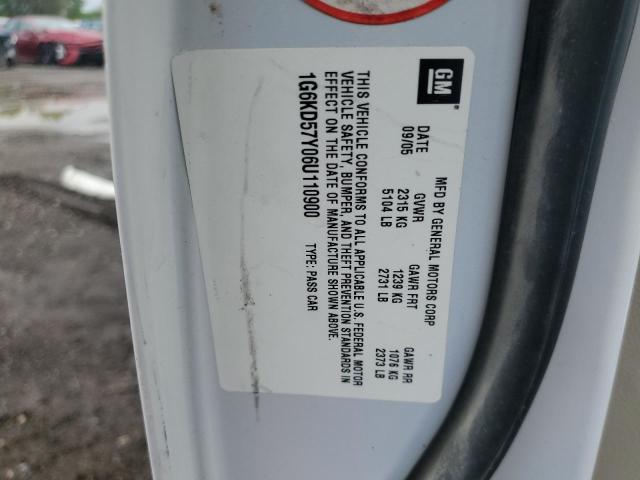 GM
MFD BY GENERAL MOTORS CORP
DATE GVWR GAWR FRT GAWR RR
09/05 2315 KG 1239 KG 1076 KG
5104 LB 2731 LB 2373 LB
THIS VEHICLE CONFORMS TO ALL APPLICABLE U.S. FEDERAL MOTOR
VEHICLE SAFETY, BUMPER, AND THEFT PREVENTION STANDARDS IN
EFFECT ON THE DATE OF MANUFACTURE SHOWN ABOVE.
1G6KD57Y06U110900 TYPE: PASS CAR